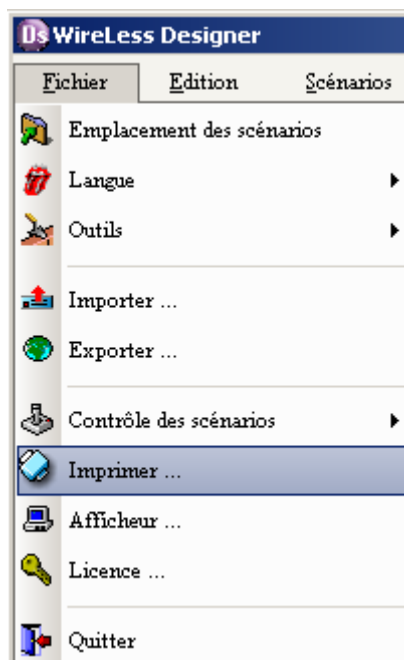 Ds WireLess Designer
Fichier Edition Scénarios
Emplacement des scénarios
Langue
Outils
Importer ...
Exporter ...
Contrôle des scénarios
Imprimer ...
Afficheur ...
Licence ...
Quitter